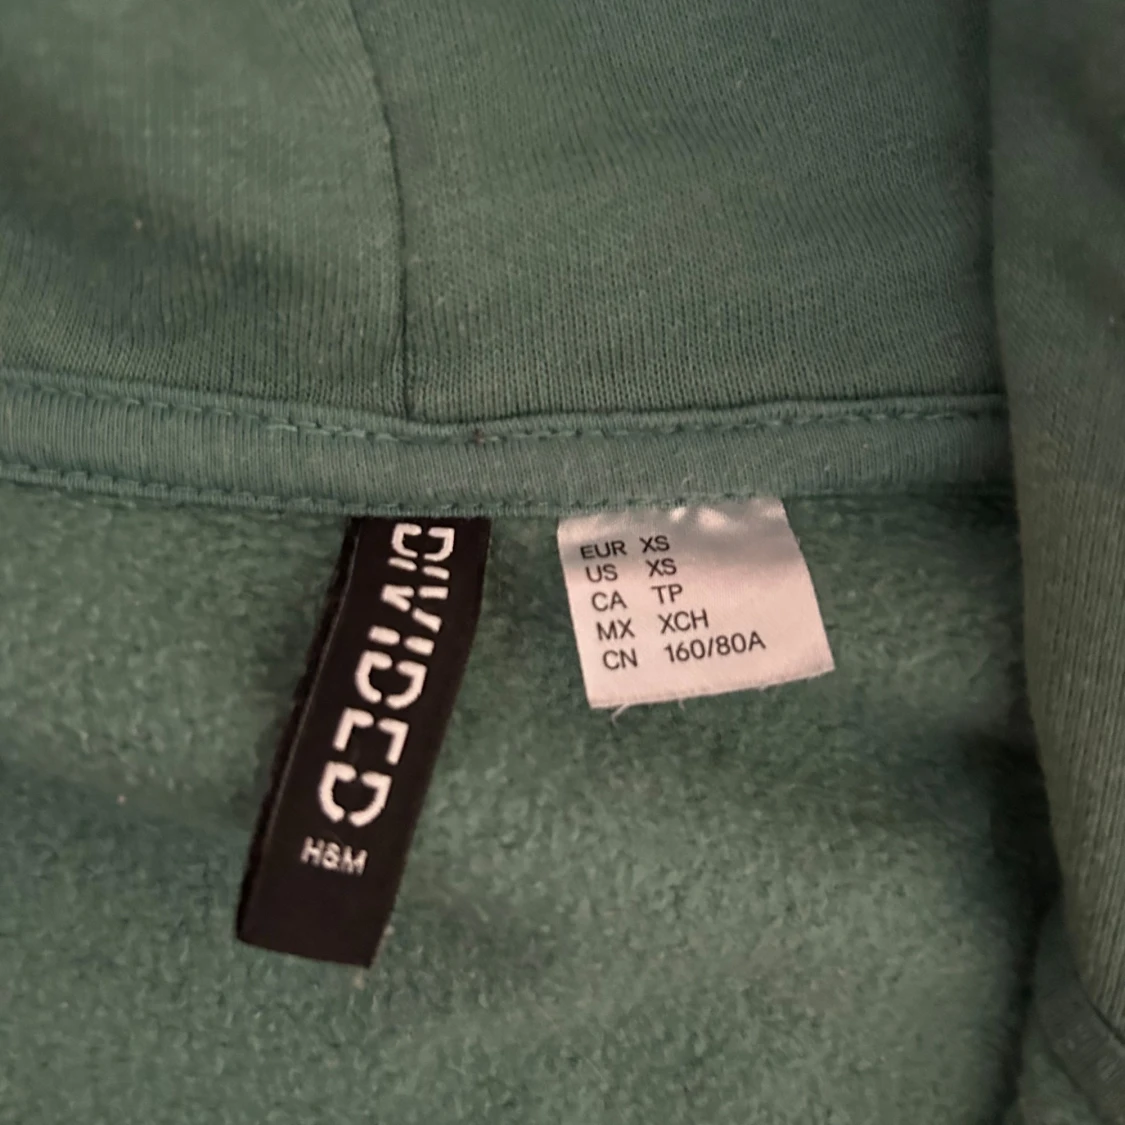 DIVIDED
H&M
EUR XS
US XS
CA TP
MX XCH
CN 160/80A